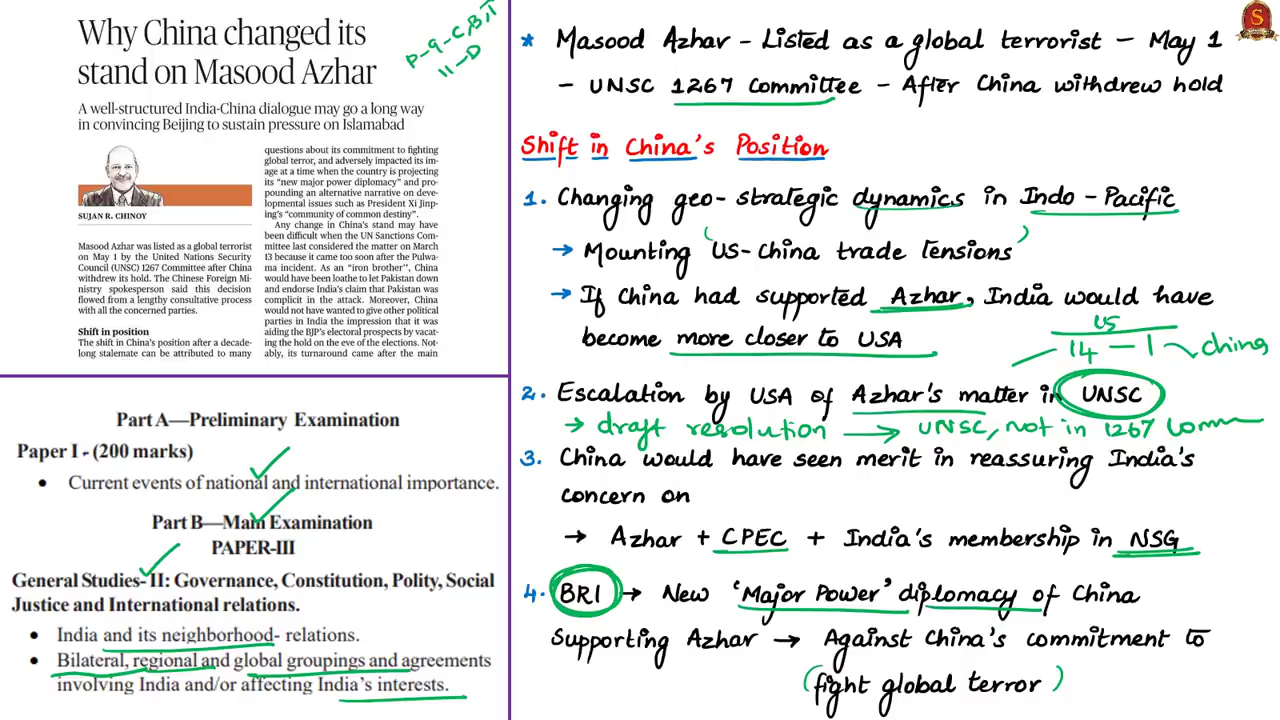 Why China changed its
stand on Masood Azhar
P-9-C,B,T
11-D
A well-structured India-China dialogue may go a long way
in convincing Beijing to sustain pressure on Islamabad
SUJAN R. CHINOY
Masood Azhar was listed as a global terrorist
on May 1 by the United Nations Security
Council (UNSC) 1267 Committee after China
withdrew its hold. The Chinese Foreign Mi-
nistry spokesperson said this decision
flowed from a lengthy consultative process
with all the concerned parties.
Shift in position
The shift in China's position after a decade-
long stalemate can be attributed to many
questions about its commitment to fighting
global terror, and adversely impacted its im-
age at a time when the country is projecting
its "new major power diplomacy" and pro-
pounding an alternative narrative on deve-
lopmental issues such as President Xi Jinp-
ing's "community of common destiny".
Any change in China's stand may have
been difficult when the UN Sanctions Com-
mittee last considered the matter on March
13 because it came too soon after the Pulwa-
ma incident. As an "iron brother", China
would have been loathe to let Pakistan down
and endorse India's claim that Pakistan was
complicit in the attack. Moreover, China
would not have wanted to give other political
parties in India the impression that it was
aiding the BJP's electoral prospects by vacat-
ing the hold on the eve of the elections. Not-
ably, its turnaround came after the main
Part A—Preliminary Examination
Paper I - (200 marks)
• Current events of national and international importance.
Part B—Main Examination
PAPER-III
General Studies- II: Governance, Constitution, Polity, Social
Justice and International relations.
• India and its neighborhood- relations.
• Bilateral, regional and global groupings and agreements
involving India and/or affecting India's interests.
* Masood Azhar - Listed as a global terrorist - May 1
- UNSC 1267 Committee - After China withdrew hold
Shift in China's Position
1. Changing geo-strategic dynamics in Indo-Pacific
→ Mounting (US-China trade tensions)
→ If China had supported Azhar, India would have
become more closer to USA
15
14 - 1 China
2. Escalation by USA of Azhar's matter in UNSC
→ draft resolution → UNSC, not in 1267 Comm
3. China would have seen merit in reassuring India's
concern on
→ Azhar + CPEC + India's membership in NSG
4. BRI → New 'Major Power' diplomacy of China
Supporting Azhar → Against China's commitment to
(fight global terror)